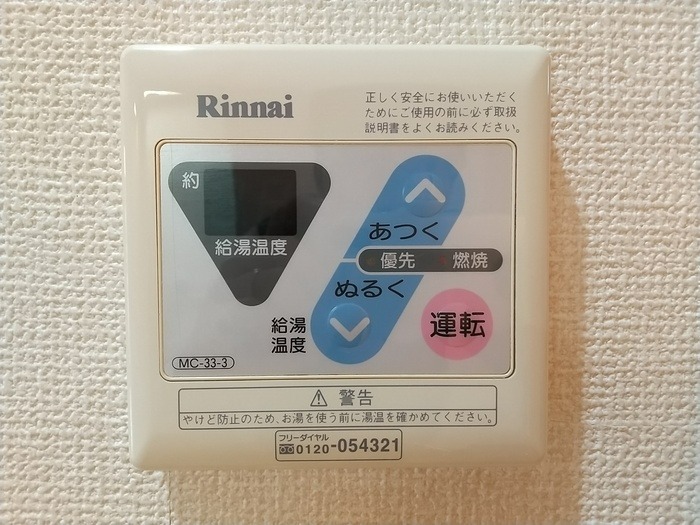 Rinnai
正しく安全にお使いいただく
ためにご使用の前に必ず取扱
説明書をよくお読みください。
約
給湯温度
あつく
優先 燃焼
ぬるく
給湯
温度
運転
MC-33-3
⚠ 警告
やけど防止のため、お湯を使う前に湯温を確かめてください。
フリーダイヤル
0120-054321